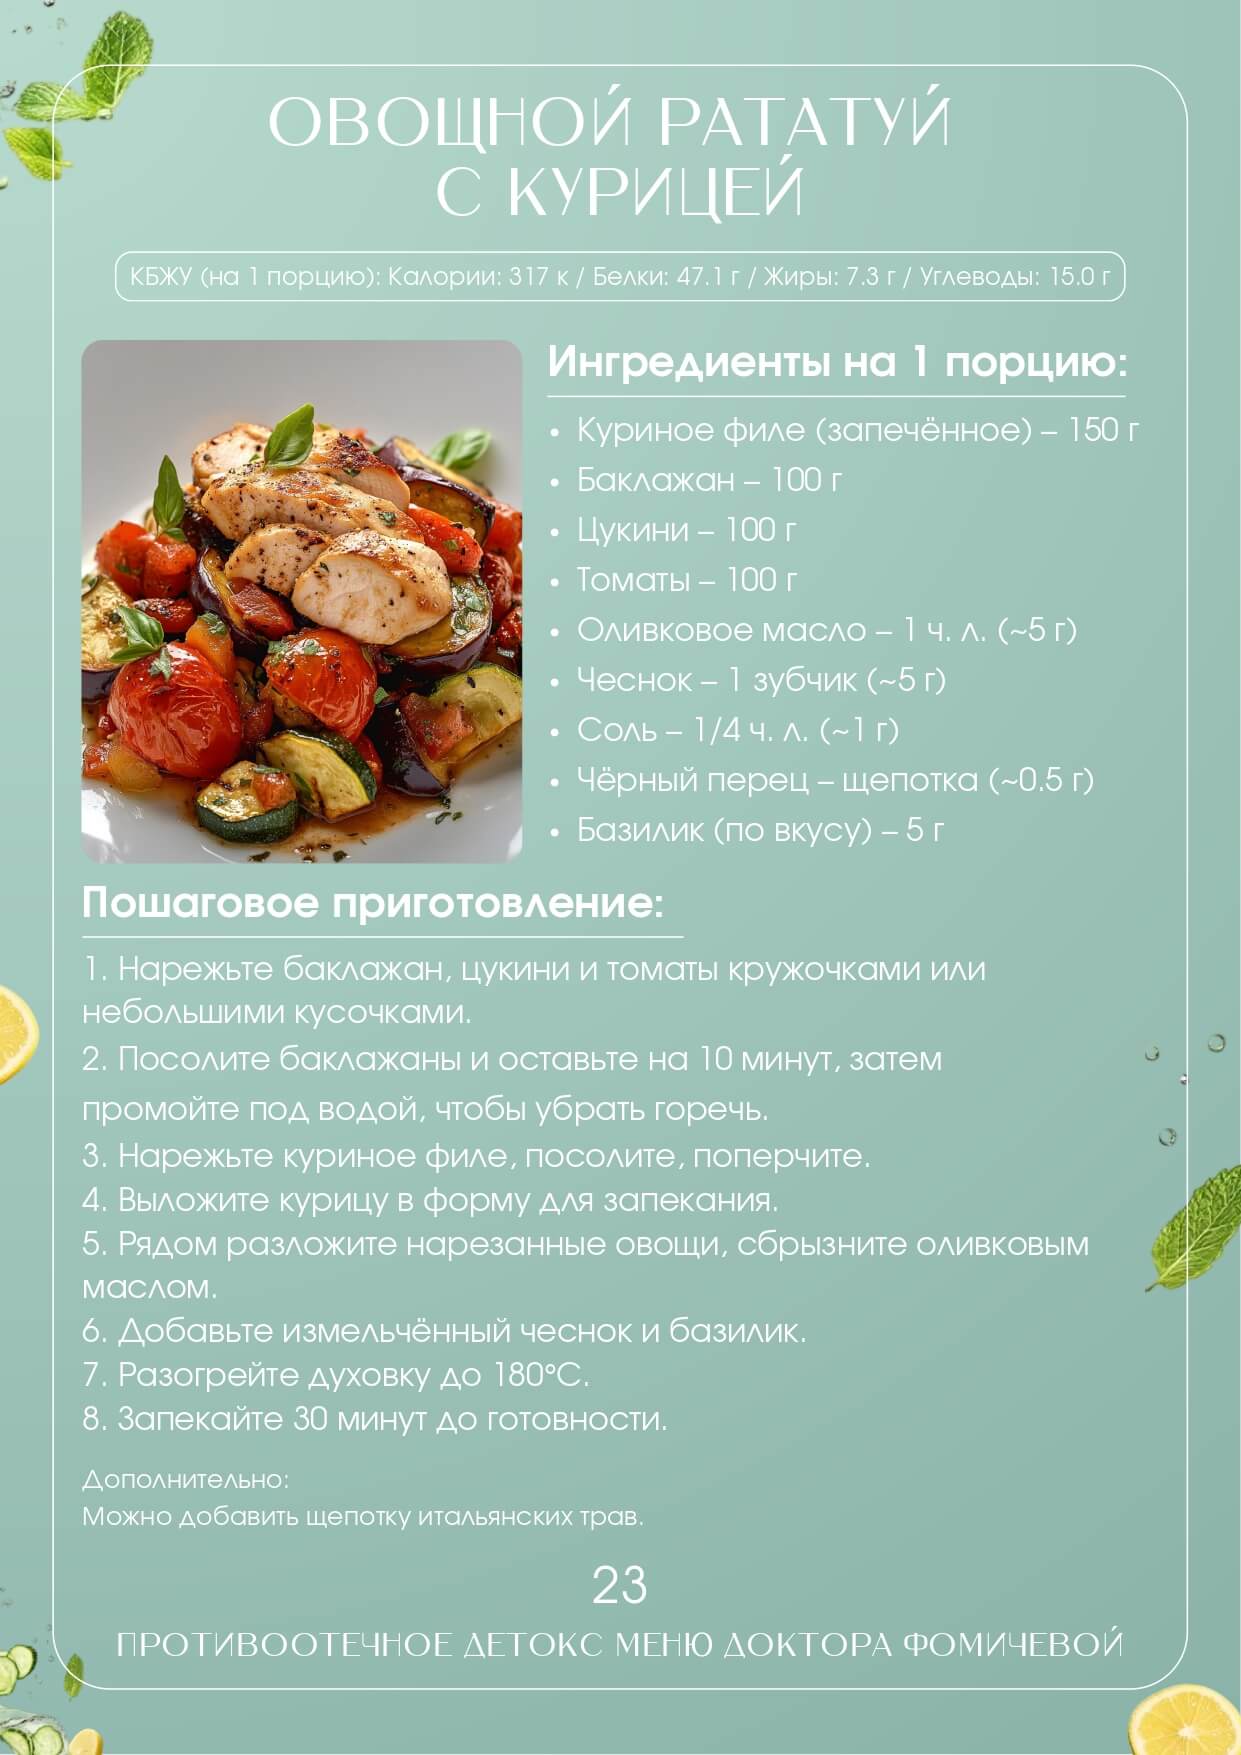 ОВОЩНОЙ РАТАТУЙ
С КУРИЦЕЙ
КБЖУ (на 1 порцию): Калории: 317 к / Белки: 47.1 г / Жиры: 7.3 г / Углеводы: 15.0 г
Ингредиенты на 1 порцию:
• Куриное филе (запечённое) – 150 г
• Баклажан – 100 г
• Цукини – 100 г
• Томаты – 100 г
• Оливковое масло – 1 ч. л. (~5 г)
• Чеснок – 1 зубчик (~5 г)
• Соль – 1/4 ч. л. (~1 г)
• Чёрный перец – щепотка (~0.5 г)
• Базилик (по вкусу) – 5 г
Пошаговое приготовление:
1. Нарежьте баклажан, цукини и томаты кружочками или
небольшими кусочками.
2. Посолите баклажаны и оставьте на 10 минут, затем
промойте под водой, чтобы убрать горечь.
3. Нарежьте куриное филе, посолите, поперчите.
4. Выложите курицу в форму для запекания.
5. Рядом разложите нарезанные овощи, сбрызните оливковым
маслом.
6. Добавьте измельчённый чеснок и базилик.
7. Разогрейте духовку до 180°C.
8. Запекайте 30 минут до готовности.
Дополнительно:
Можно добавить щепотку итальянских трав.
23
ПРОТИВООТЕЧНОЕ ДЕТОКС МЕНЮ ДОКТОРА ФОМИЧЕВОЙ